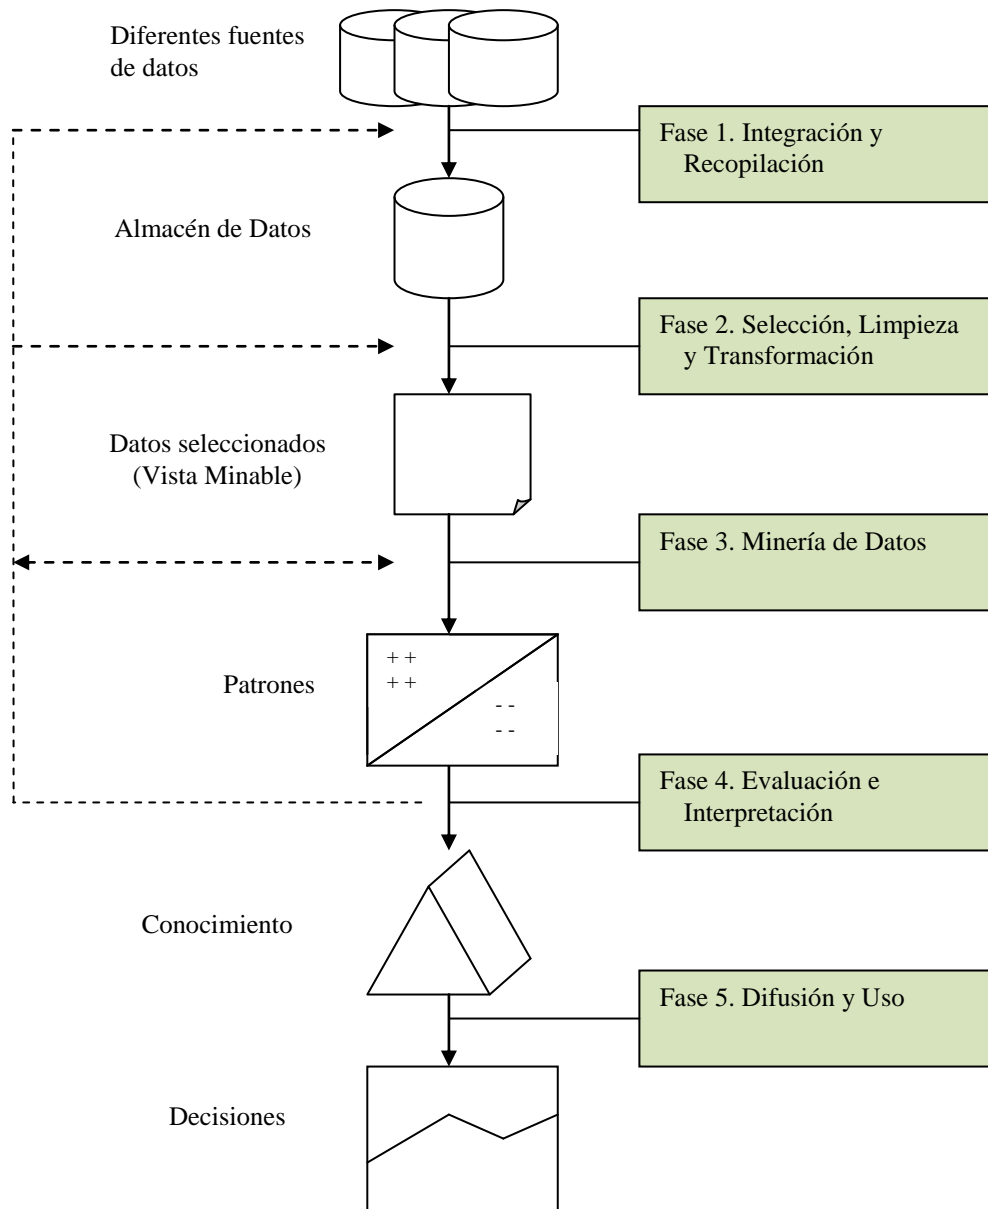 Diferentes fuentes
de datos
Fase 1. Integración y
Recopilación
Almacén de Datos
Fase 2. Selección, Limpieza
y Transformación
Datos seleccionados
(Vista Minable)
Fase 3. Minería de Datos
+ +
+ +
Patrones
- -
- -
Fase 4. Evaluación e
Interpretación
Conocimiento
Fase 5. Difusión y Uso
Decisiones